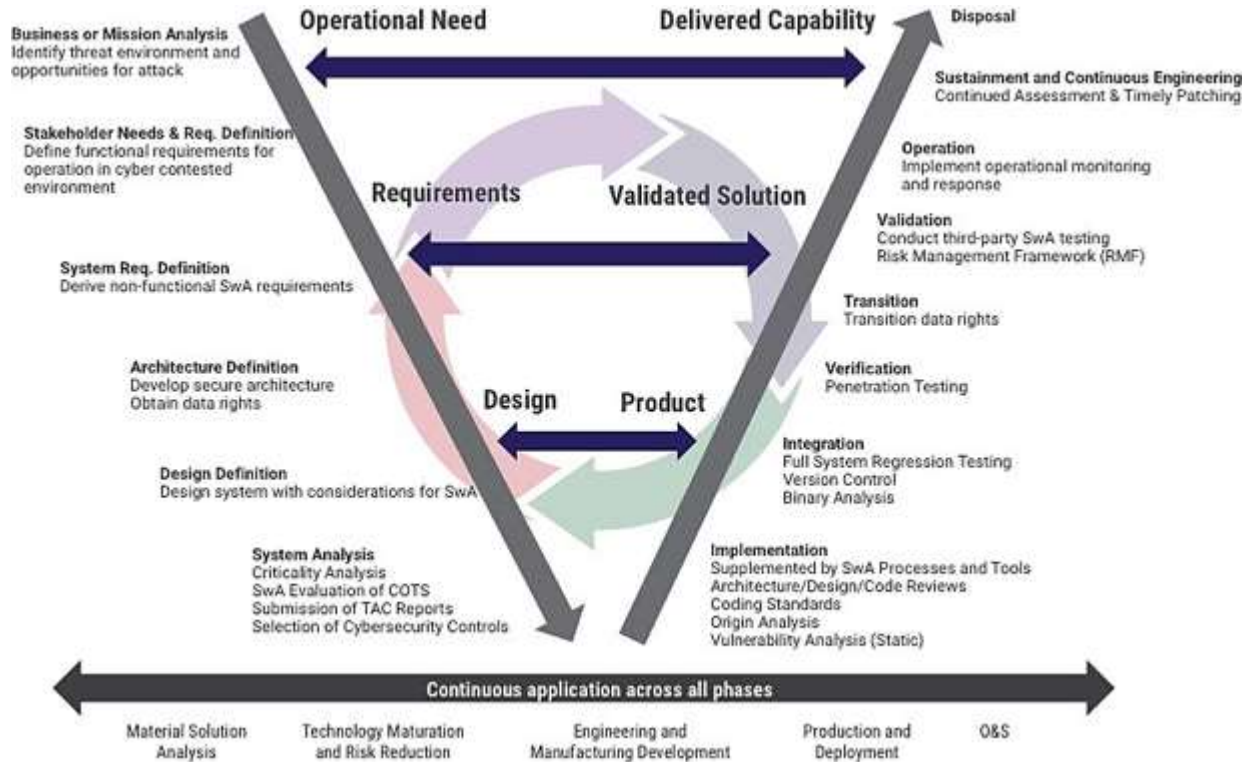 Operational Need
Delivered Capability
Disposal
Business or Mission Analysis
Identify threat environment and
opportunities for attack
Sustainment and Continuous Engineering
Continued Assessment & Timely Patching
Stakeholder Needs & Req. Definition
Define functional requirements for
operation in cyber contested
environment
Operation
Implement operational monitoring
and response
Requirements
Validated Solution
Validation
Conduct third-party SwA testing
Risk Management Framework (RMF)
System Req. Definition
Derive non-functional SwA requirements
Transition
Transition data rights
Architecture Definition
Develop secure architecture
Obtain data rights
Verification
Penetration Testing
Design
Product
Integration
Full System Regression Testing
Version Control
Binary Analysis
Design Definition
Design system with considerations for SwA
System Analysis
Criticality Analysis
SwA Evaluation of COTS
Submission of TAC Reports
Selection of Cybersecurity Controls
Implementation
Supplemented by SwA Processes and Tools
Architecture/Design/Code Reviews
Coding Standards
Origin Analysis
Vulnerability Analysis (Static)
Continuous application across all phases
Material Solution
Analysis
Technology Maturation
and Risk Reduction
Engineering and
Manufacturing Development
Production and
Deployment
O&S